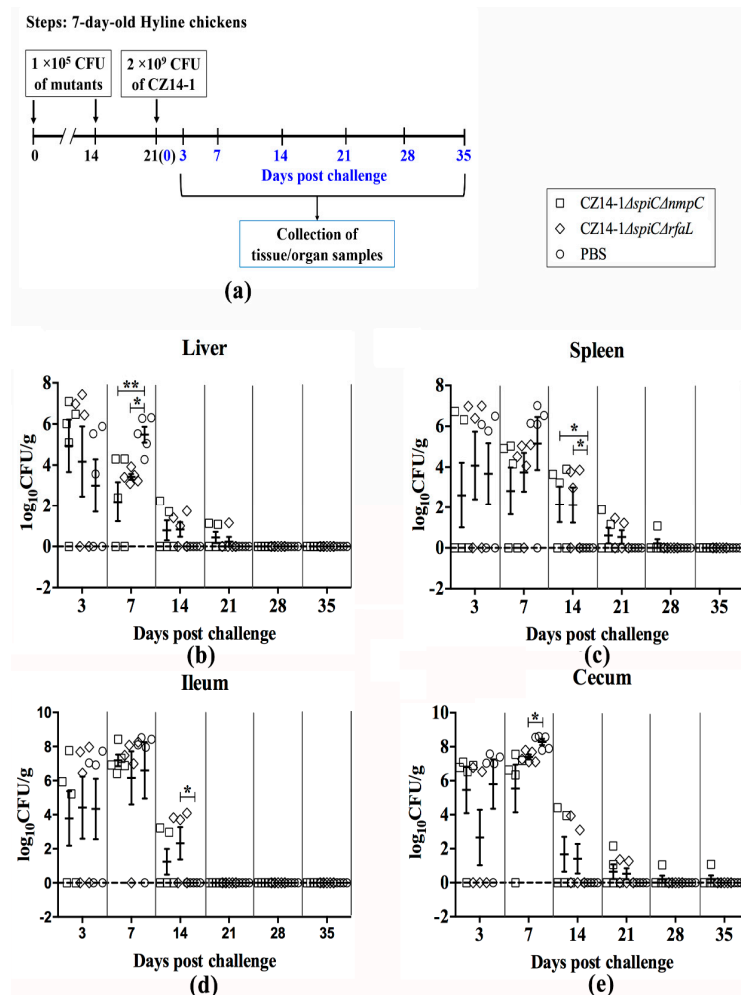 Steps: 7-day-old Hyline chickens
1 ×10⁵ CFU
of mutants
2 ×10⁹ CFU
of CZ14-1
0
14
21(0)
3
7
14
21
28
35
Days post challenge
Collection of
tissue/organ samples
(a)
CZ14-1ΔspiCΔnmpC
CZ14-1ΔspiCΔrfaL
PBS
Liver
1og₁₀CFU/g
8
6
4
2
0
-2
**
*
3
7
14
21
28
35
Days post challenge
(b)
Spleen
log₁₀CFU/g
8
6
4
2
0
-2
*
*
3
7
14
21
28
35
Days post challenge
(c)
Ileum
log₁₀CFU/g
10
8
6
4
2
0
-2
*
3
7
14
21
28
35
Days post challenge
(d)
Cecum
log₁₀CFU/g
10
8
6
4
2
0
-2
*
3
7
14
21
28
35
Days post challenge
(e)